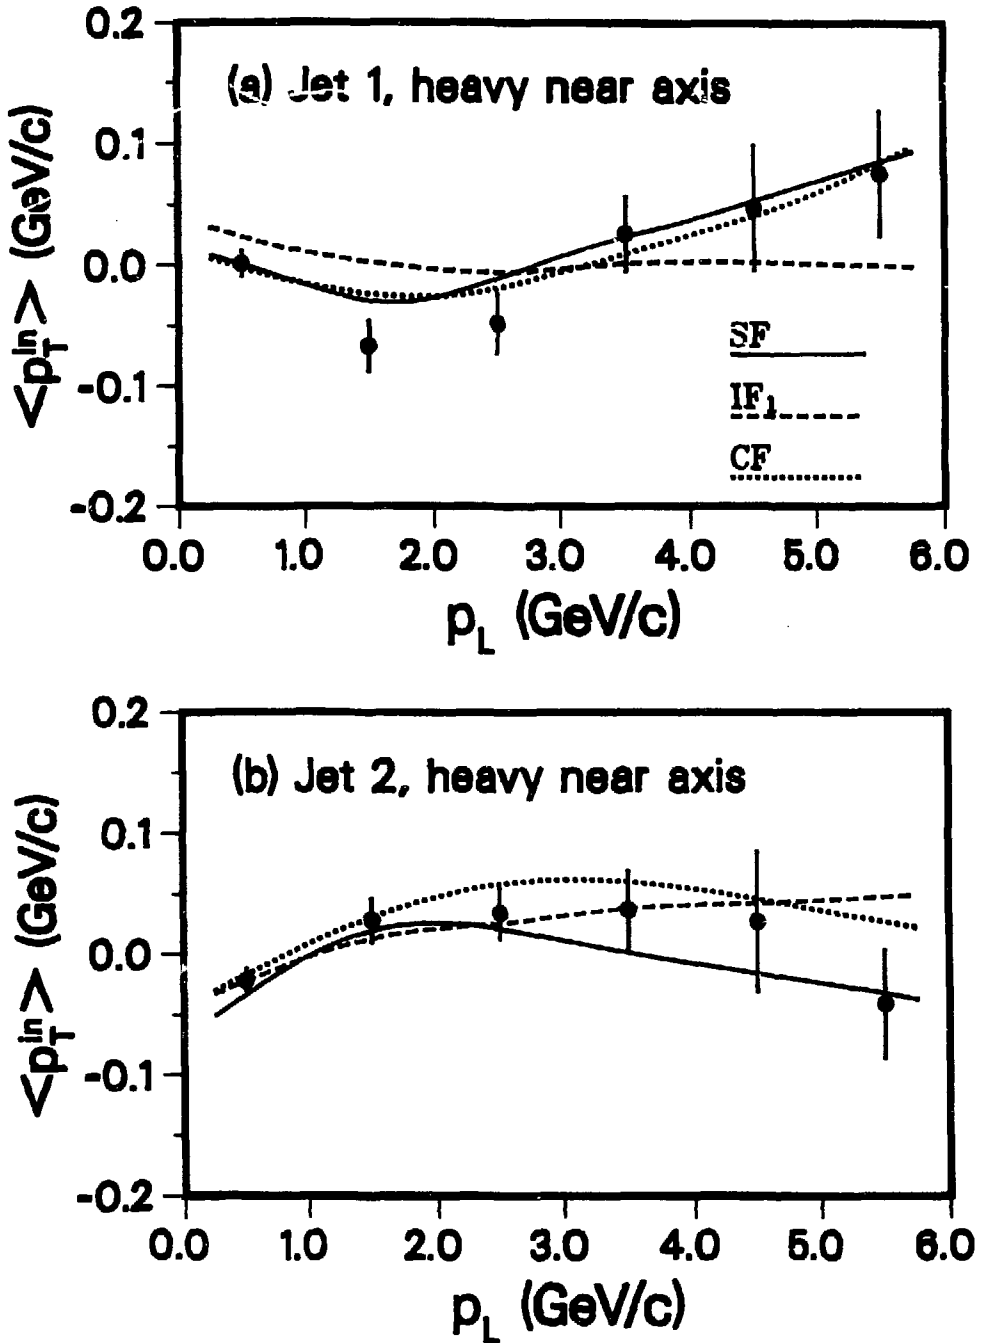 0.2
(a) Jet 1, heavy near axis
0.1
0.0
-0.1
-0.2
<p_T^in> (GeV/c)
SF
IF₁
CF
0.0 1.0 2.0 3.0 4.0 5.0 6.0
p_L (GeV/c)
0.2
(b) Jet 2, heavy near axis
0.1
0.0
-0.1
-0.2
<p_T^in> (GeV/c)
0.0 1.0 2.0 3.0 4.0 5.0 6.0
p_L (GeV/c)